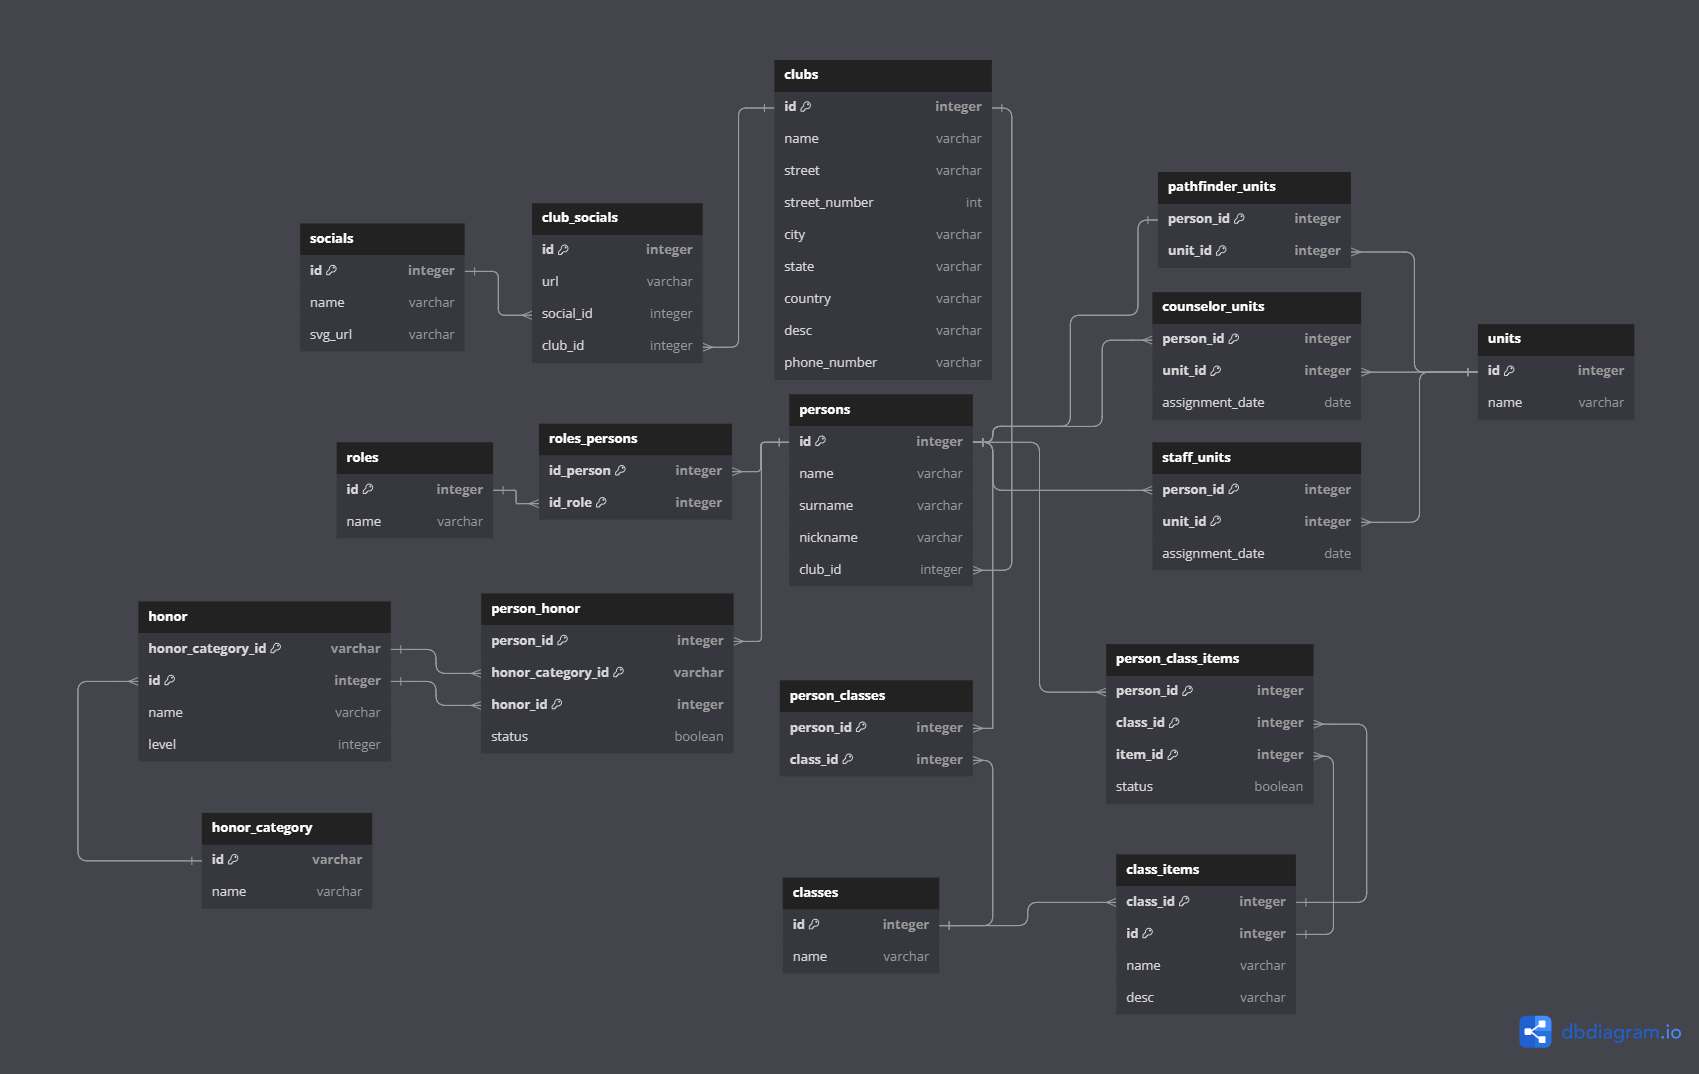 clubs
id integer
name varchar
street varchar
street_number int
city varchar
state varchar
country varchar
desc varchar
phone_number varchar
socials
id integer
name varchar
svg_url varchar
club_socials
id integer
url varchar
social_id integer
club_id integer
pathfinder_units
person_id integer
unit_id integer
counselor_units
person_id integer
unit_id integer
assignment_date date
units
id integer
name varchar
staff_units
person_id integer
unit_id integer
assignment_date date
persons
id integer
name varchar
surname varchar
nickname varchar
club_id integer
roles_persons
id_person integer
id_role integer
roles
id integer
name varchar
honor
honor_category_id varchar
id integer
name varchar
level integer
person_honor
person_id integer
honor_category_id varchar
honor_id integer
status boolean
person_classes
person_id integer
class_id integer
person_class_items
person_id integer
class_id integer
item_id integer
status boolean
honor_category
id varchar
name varchar
classes
id integer
name varchar
class_items
class_id integer
id integer
name varchar
desc varchar
dbdiagram.io